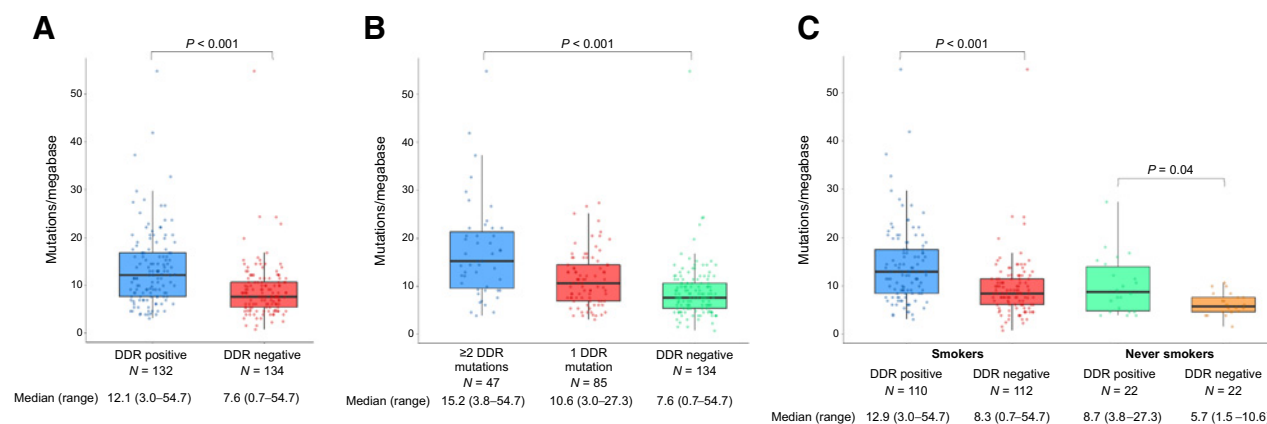 A
P < 0.001
Mutations/megabase
50
40
30
20
10
0
DDR positive
N = 132
DDR negative
N = 134
Median (range) 12.1 (3.0–54.7) 7.6 (0.7–54.7)
B
P < 0.001
Mutations/megabase
50
40
30
20
10
0
≥2 DDR
mutations
N = 47
1 DDR
mutation
N = 85
DDR negative
N = 134
Median (range) 15.2 (3.8–54.7) 10.6 (3.0–27.3) 7.6 (0.7–54.7)
C
P < 0.001
P = 0.04
Mutations/megabase
50
40
30
20
10
0
Smokers
Never smokers
DDR positive
N = 110
DDR negative
N = 112
DDR positive
N = 22
DDR negative
N = 22
Median (range) 12.9 (3.0–54.7) 8.3 (0.7–54.7) 8.7 (3.8–27.3) 5.7 (1.5 –10.6